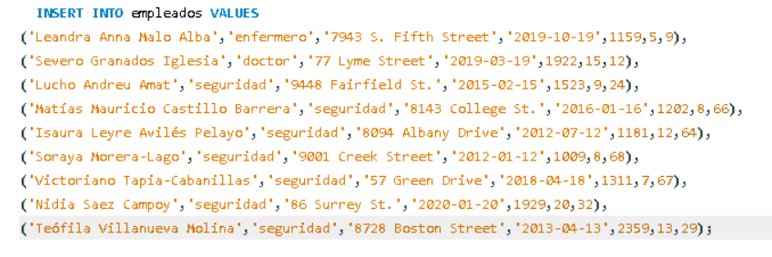 INSERT INTO empleados VALUES
('Leandra Anna Malo Alba','enfermero','7943 S. Fifth Street','2019-10-19',1159,5,9),
('Severo Granados Iglesia','doctor','77 Lyme Street','2019-03-19',1922,15,12),
('Lucho Andreu Amat','seguridad','9448 Fairfield St.','2015-02-15',1523,9,24),
('Matías Mauricio Castillo Barrera','seguridad','8143 College St.','2016-01-16',1202,8,66),
('Isaura Leyre Avilés Pelayo','seguridad','8094 Albany Drive','2012-07-12',1181,12,64),
('Soraya Morera-Lago','seguridad','9001 Creek Street','2012-01-12',1009,8,68),
('Victoriano Tapia-Cabanillas','seguridad','57 Green Drive','2018-04-18',1311,7,67),
('Nidia Saez Campoy','seguridad','86 Surrey St.','2020-01-20',1929,20,32),
('Teófila Villanueva Molina','seguridad','8728 Boston Street','2013-04-13',2359,13,29);